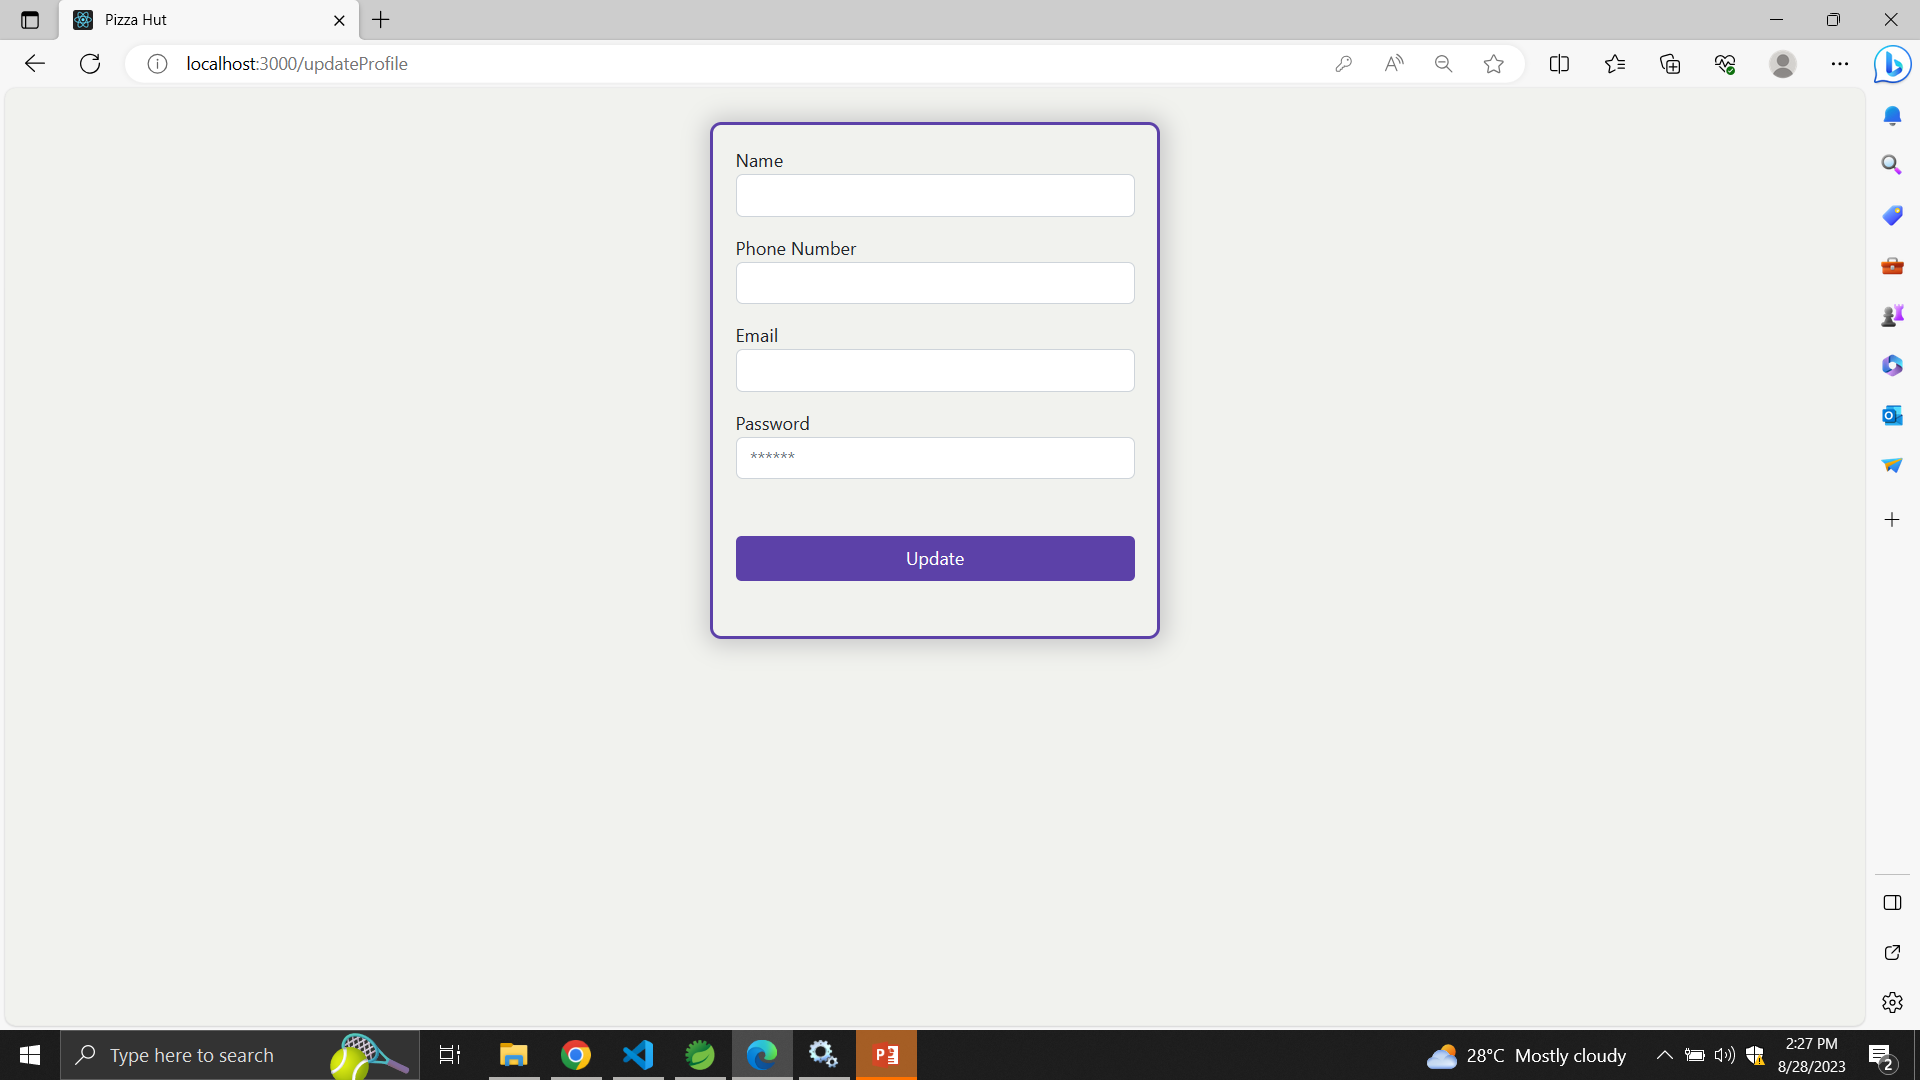 Pizza Hut
localhost:3000/updateProfile
Name
Phone Number
Email
Password
******
Update
Type here to search
28°C Mostly cloudy
2:27 PM
8/28/2023
2